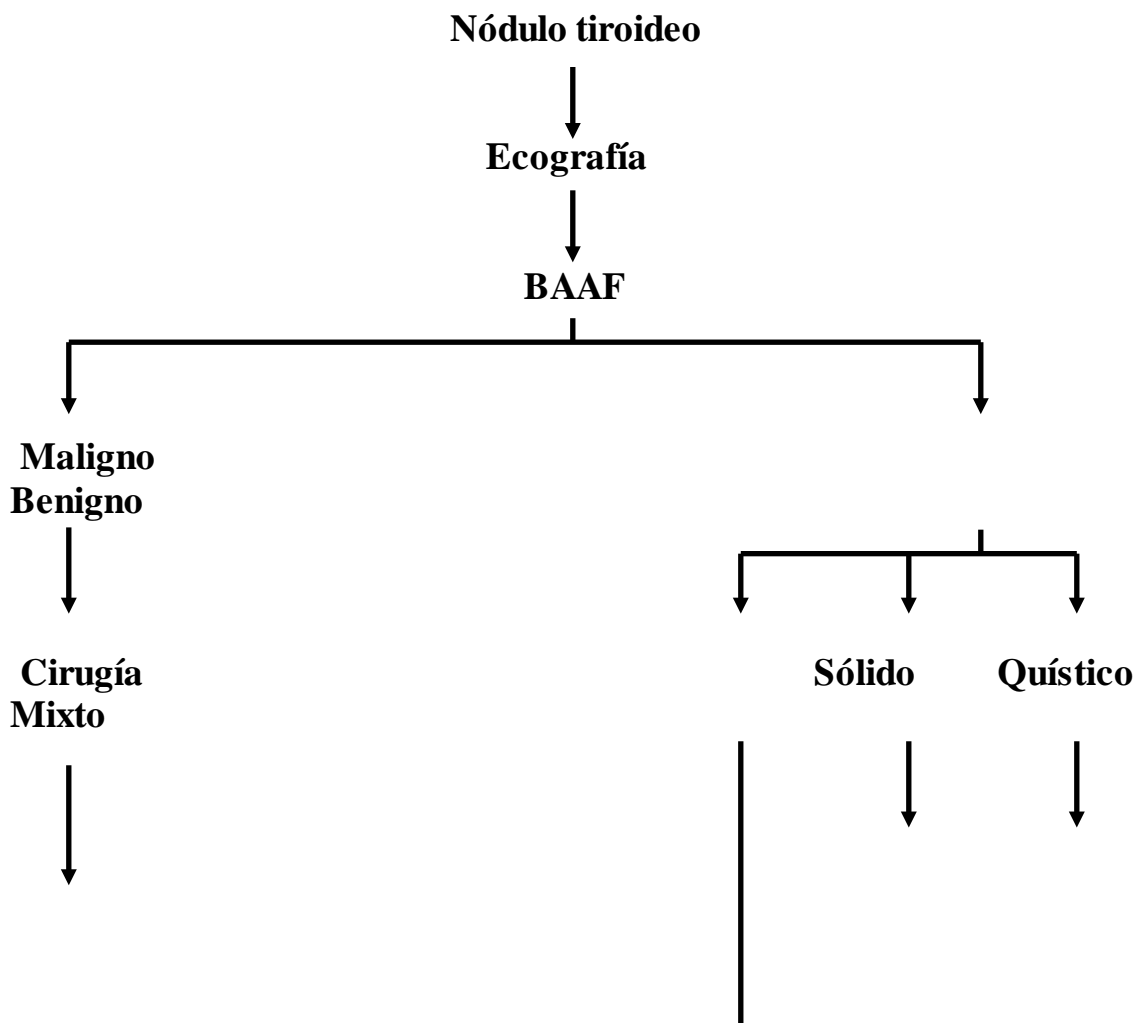 Nódulo tiroideo
Ecografía
BAAF
Maligno
Benigno
Cirugía Sólido Quístico
Mixto